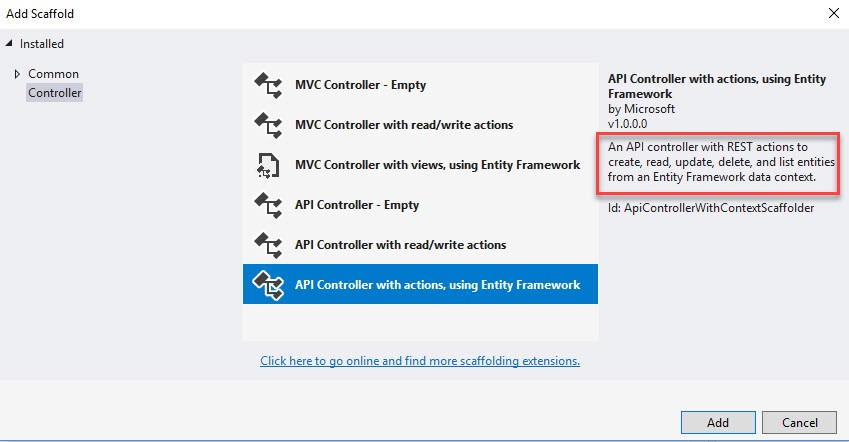 Add Scaffold
Installed
Common
Controller
MVC Controller - Empty
MVC Controller with read/write actions
MVC Controller with views, using Entity Framework
API Controller - Empty
API Controller with read/write actions
API Controller with actions, using Entity Framework
Click here to go online and find more scaffolding extensions.
API Controller with actions, using Entity
Framework
by Microsoft
v1.0.0.0
An API controller with REST actions to
create, read, update, delete, and list entities
from an Entity Framework data context.
Id: ApiControllerWithContextScaffolder
Add
Cancel